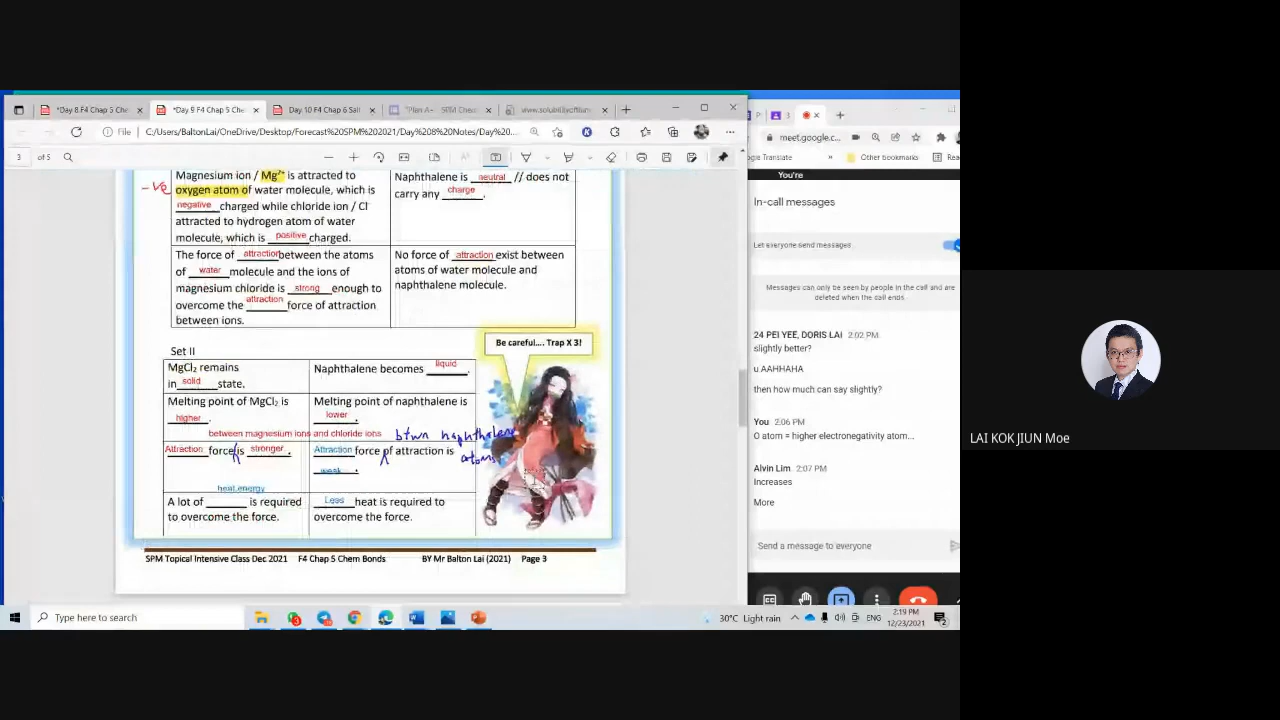 *Day 8.F4 Chap 5 Che
*Day 9.F4 Chap 5 Che
Day 10 F4 Chap 6 Salt
*Plan A+ - SPM Che
www.solubilityofthin
File
C:/Users/BaltonLai/OneDrive/Desktop/Forecast%20SPM%202021/Day%208%20Notes/Day%20...
meet.google.c...
3 of 5
ogle Translate
Other bookmarks
You're
Magnesium ion / Mg²⁺ is attracted to
oxygen atom of water molecule, which is
-ve
negative charged while chloride ion / Cl⁻
attracted to hydrogen atom of water
molecule, which is positive charged.
Naphthalene is neutral // does not
carry any charge.
The force of attraction between the atoms
of water molecule and the ions of
magnesium chloride is strong enough to
overcome the attraction force of attraction
between ions.
No force of attraction exist between
atoms of water molecule and
naphthalene molecule.
Be careful.... Trap X 3!
Set II
MgCl₂ remains
in solid state.
Naphthalene becomes liquid.
Melting point of MgCl₂ is
higher.
Melting point of naphthalene is
lower.
between magnesium ions and chloride ions
btwn naphthalene
atoms
Attraction force is stronger.
Attraction force of attraction is
weak.
heat energy
A lot of is required
to overcome the force.
Less heat is required to
overcome the force.
SPM Topical Intensive Class Dec 2021 F4 Chap 5 Chem Bonds BY Mr Balton Lai (2021) Page 3
In-call messages
Let everyone send messages
Messages can only be seen by people in the call and are
deleted when the call ends.
24 PEI YEE, DORIS LAI 2:02 PM
slightly better?
u.AAHHAHA
then how much can say slightly?
You 2:06 PM
O atom = higher electronegativity atom...
Alvin Lim 2:07 PM
Increases
More
Send a message to everyone
LAI KOK JIUN Moe
Type here to search
30°C Light rain
ENG
2:19 PM
12/23/2021